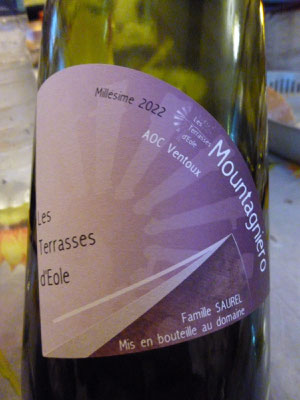 Millesime 2022
Les
Terrasses
d'Eole
AOC Ventoux
Mountagniero
Les
Terrasses
d'Eole
Famille SAUREL
Mis en bouteille au domaine